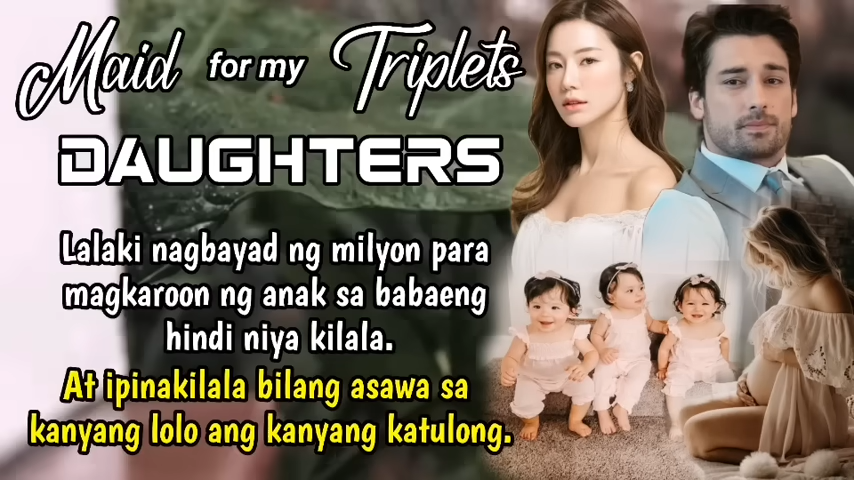 Maid for my Triplets
DAUGHTERS
Lalaki nagbayad ng milyon para
magkaroon ng anak sa babaeng
hindi niya kilala.
At ipinakilala bilang asawa sa
kanyang lolo ang kanyang katulong.